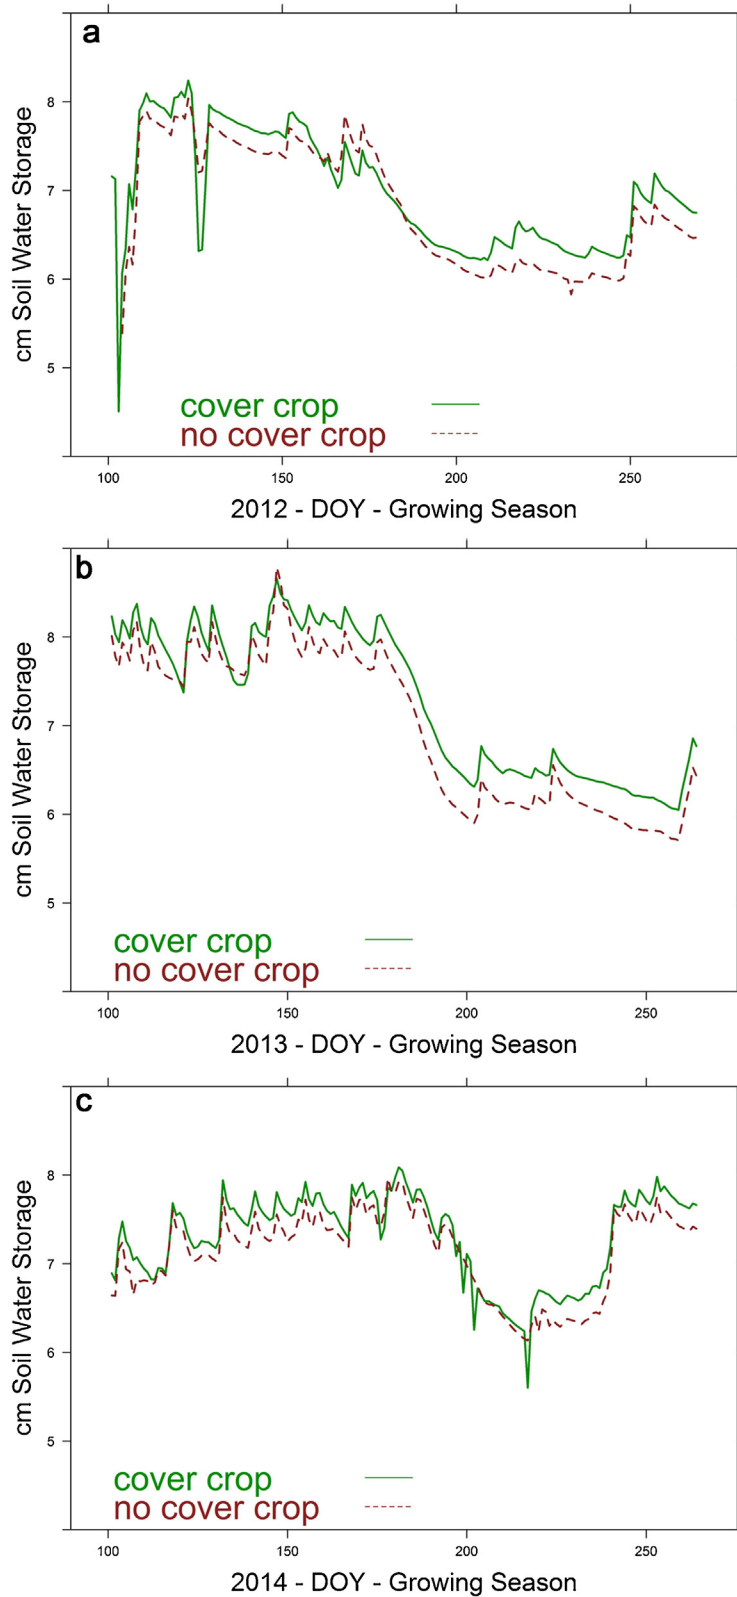 a
cm Soil Water Storage
8
7
6
5
cover crop
no cover crop
100 150 200 250
2012 - DOY - Growing Season
b
cm Soil Water Storage
8
7
6
5
cover crop
no cover crop
100 150 200 250
2013 - DOY - Growing Season
c
cm Soil Water Storage
8
7
6
5
cover crop
no cover crop
100 150 200 250
2014 - DOY - Growing Season